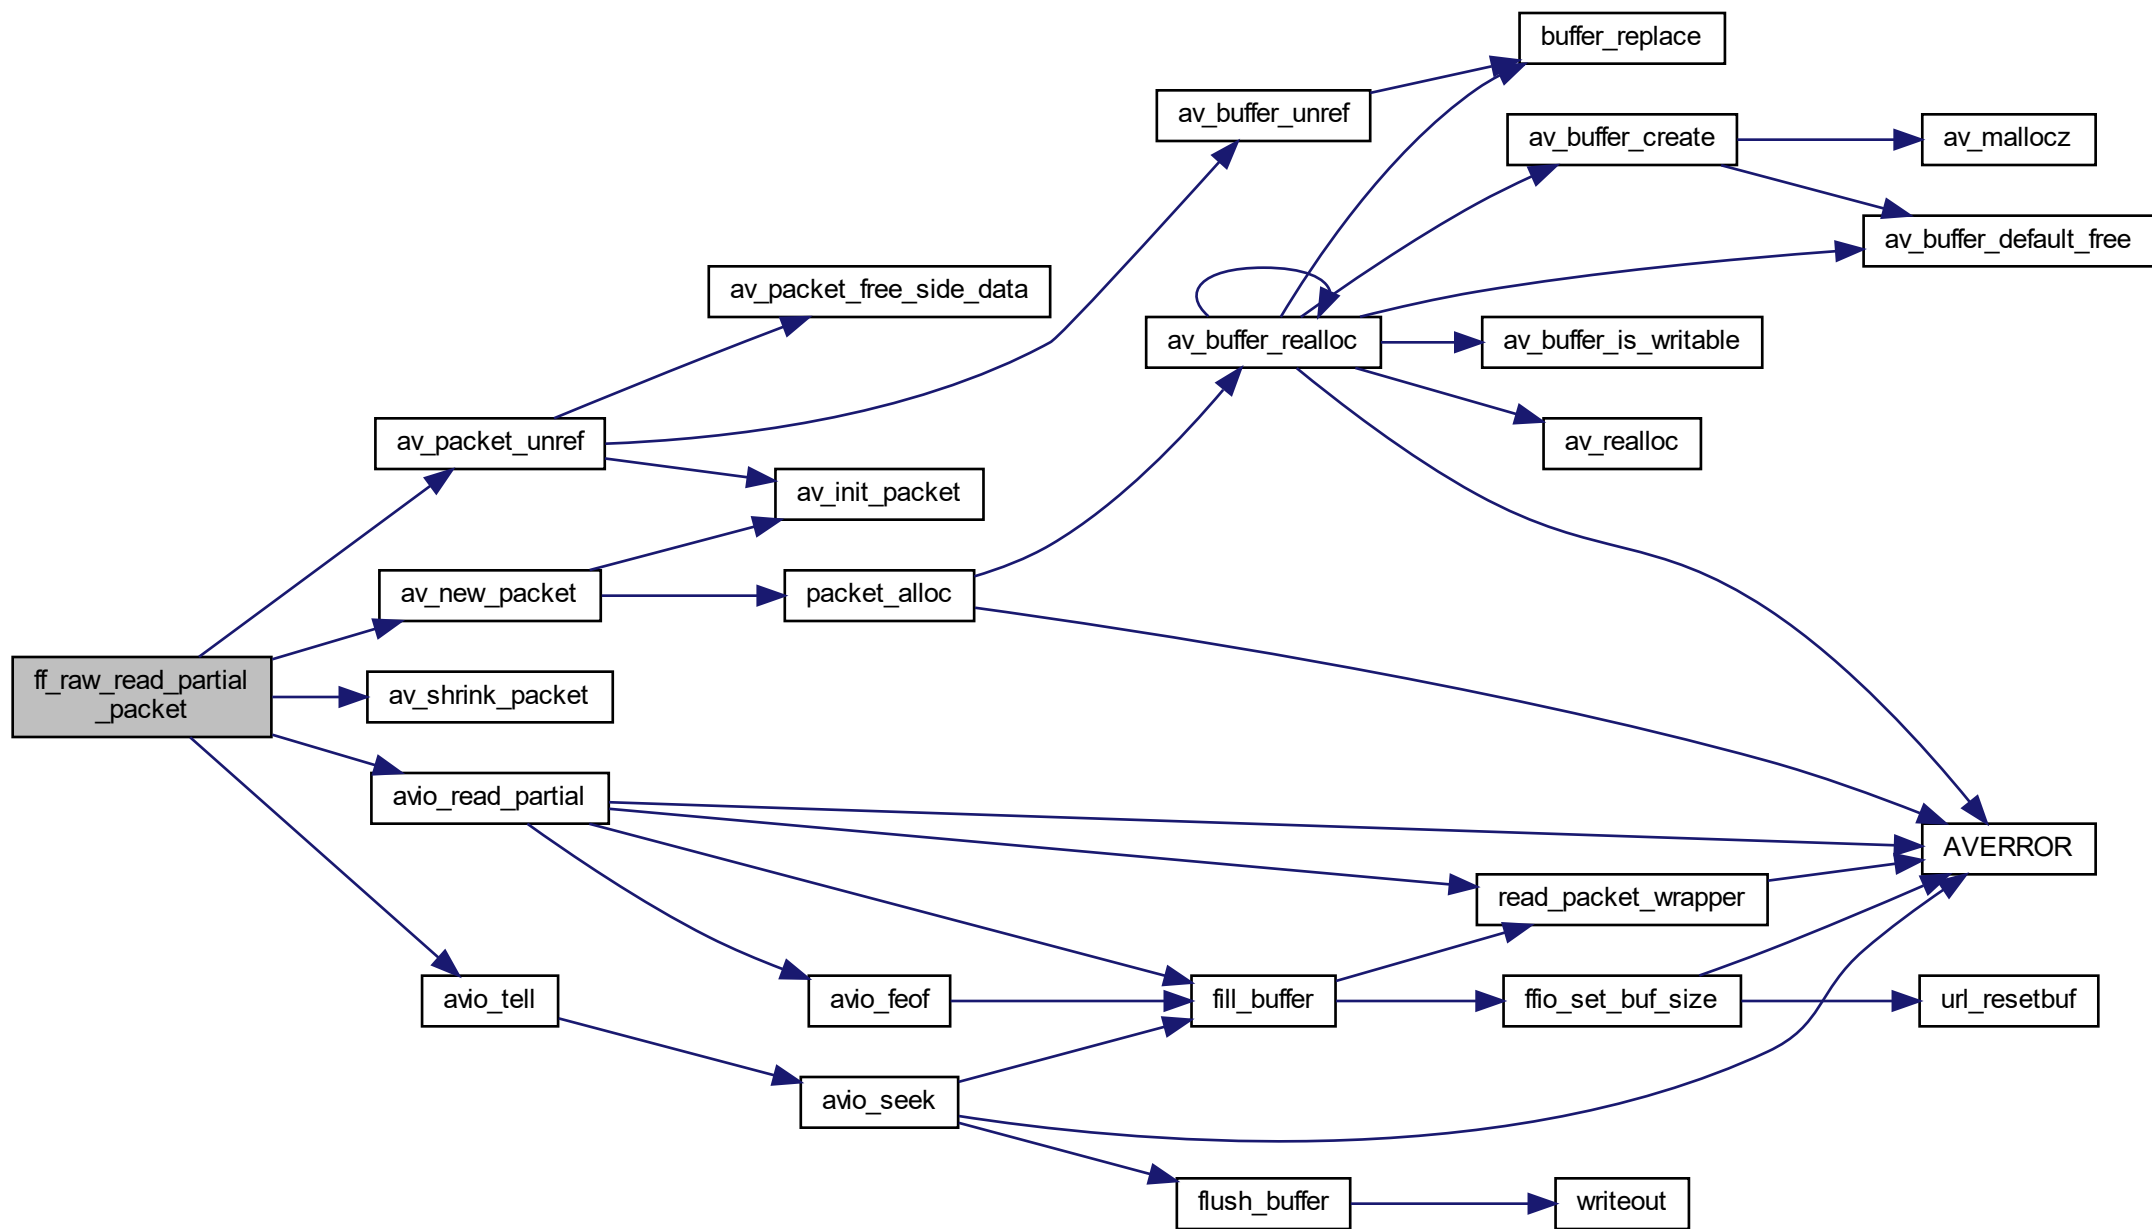 buffer_replace
av_buffer_unref
av_buffer_create
av_mallocz
av_buffer_default_free
av_packet_free_side_data
av_buffer_realloc
av_buffer_is_writable
av_packet_unref
av_realloc
av_init_packet
av_new_packet
packet_alloc
ff_raw_read_partial
_packet
av_shrink_packet
avio_read_partial
AVERROR
read_packet_wrapper
avio_tell
avio_feof
fill_buffer
ffio_set_buf_size
url_resetbuf
avio_seek
flush_buffer
writeout